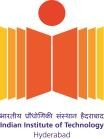 भारतीय प्रौद्योगिकी संस्थान हैदराबाद
Indian Institute of Technology
Hyderabad